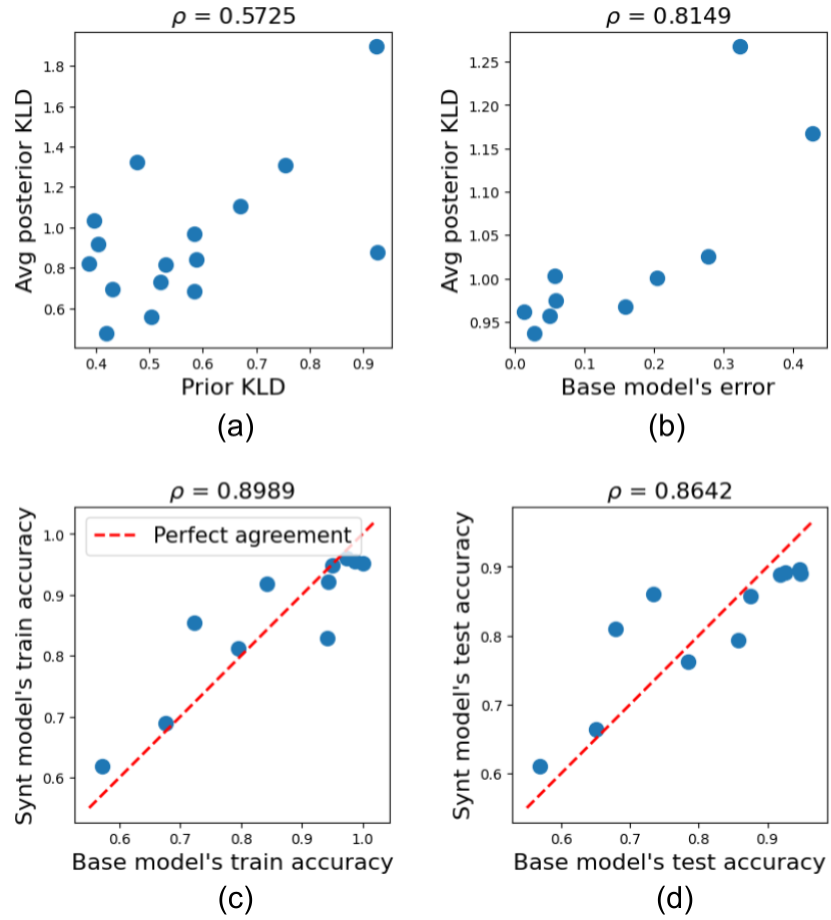 ρ = 0.5725
Avg posterior KLD
1.8
1.6
1.4
1.2
1.0
0.8
0.6
0.4 0.5 0.6 0.7 0.8 0.9
Prior KLD
(a)
ρ = 0.8149
Avg posterior KLD
1.25
1.20
1.15
1.10
1.05
1.00
0.95
0.0 0.1 0.2 0.3 0.4
Base model's error
(b)
ρ = 0.8989
Synt model's train accuracy
Perfect agreement
1.0
0.9
0.8
0.7
0.6
0.6 0.7 0.8 0.9 1.0
Base model's train accuracy
(c)
ρ = 0.8642
Synt model's test accuracy
0.9
0.8
0.7
0.6
0.6 0.7 0.8 0.9
Base model's test accuracy
(d)